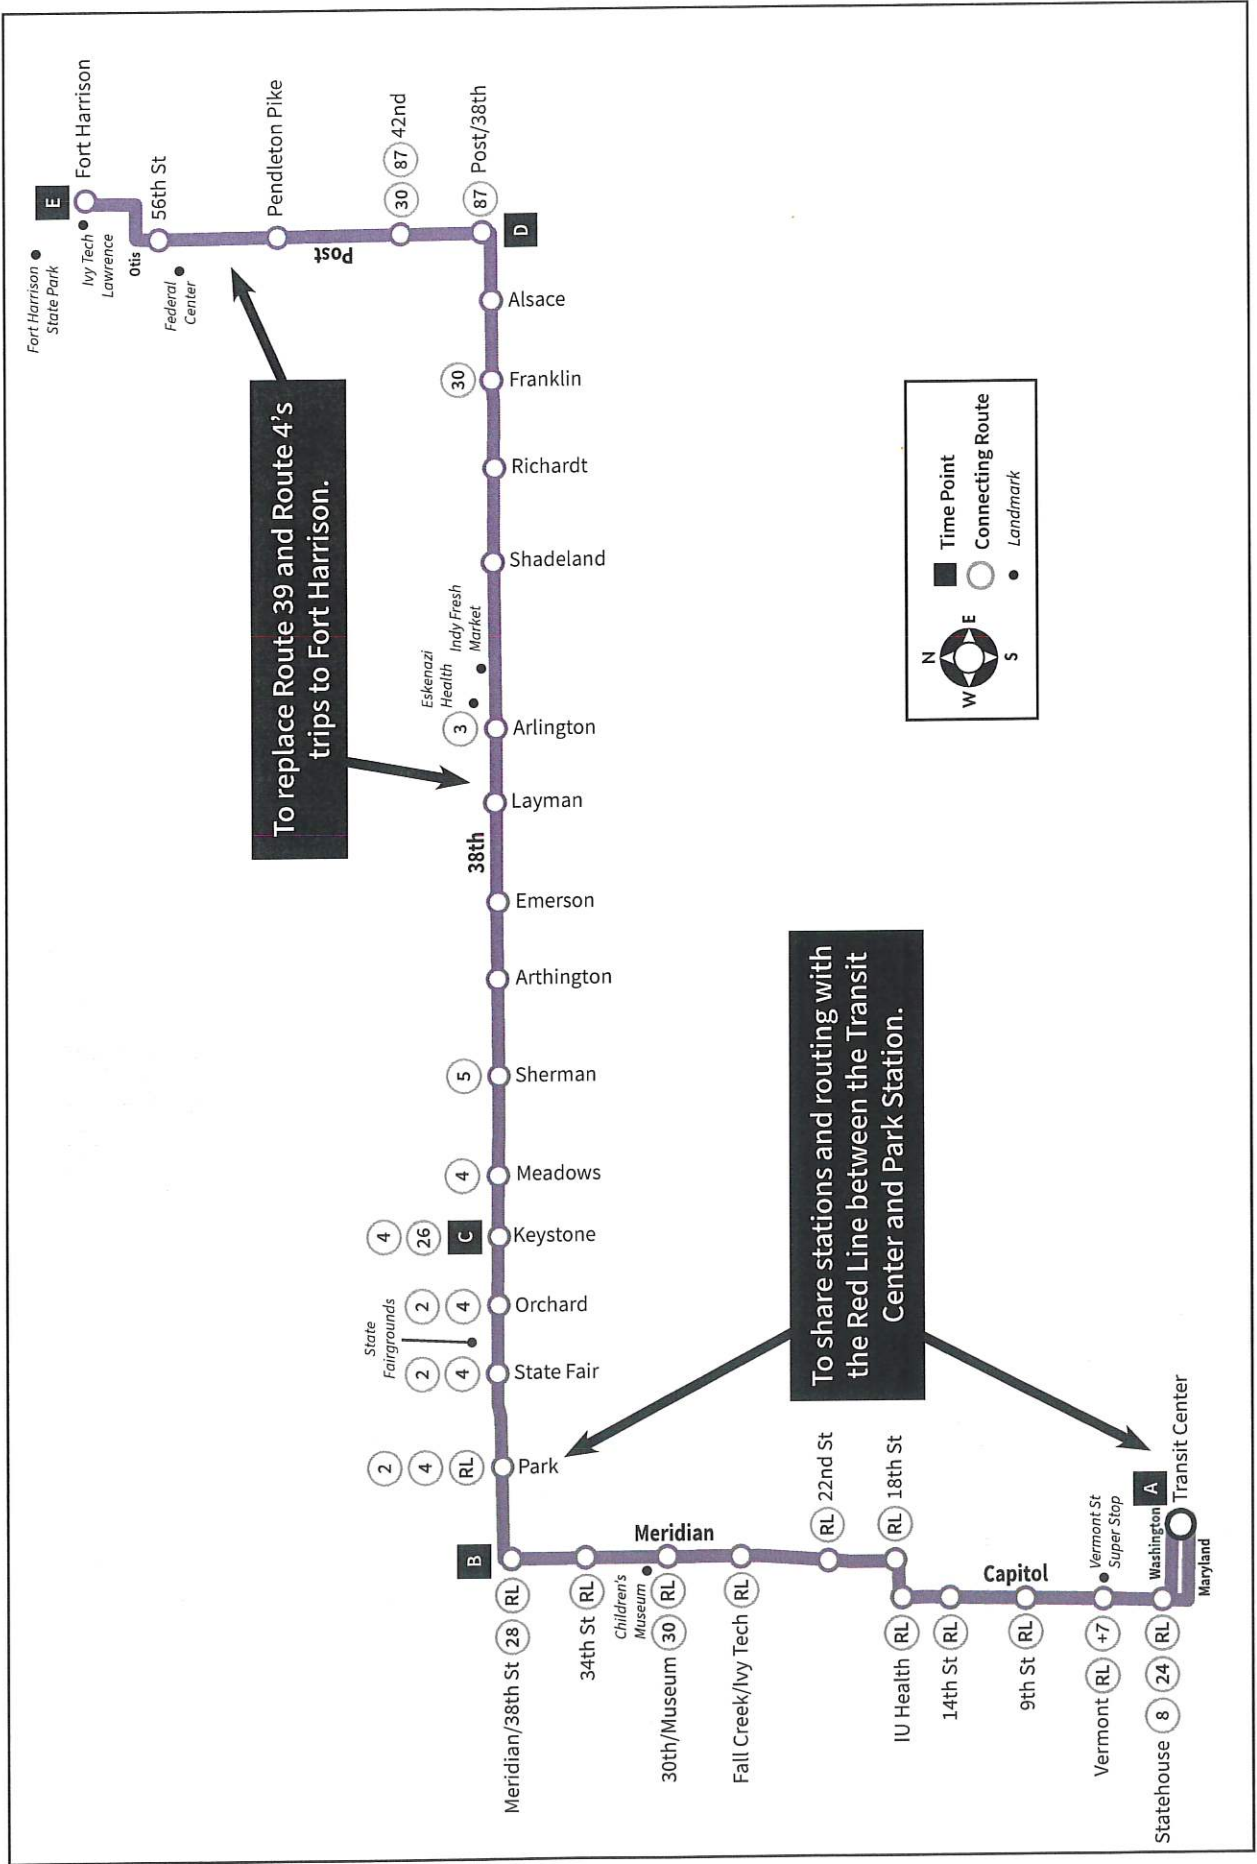 Fort Harrison
State Park
E
Fort Harrison
Ivy Tech
Lawrence
Otis
56th St
Federal
Center
Pendleton Pike
Post
30 87 42nd
87 Post/38th
D
To replace Route 39 and Route 4's
trips to Fort Harrison.
Alsace
30
Franklin
Richardt
Shadeland
Indy Fresh
Market
Eskenazi
Health
3
Arlington
Layman
38th
Emerson
Arthington
5
Sherman
4
Meadows
4
26
C
Keystone
2
4
Orchard
State
Fairgrounds
2
4
State Fair
2
4
RL
Park
B
Meridian/38th St 28 RL
34th St RL
Meridian
Children's
Museum
30th/Museum 30 RL
Fall Creek/Ivy Tech RL
RL 22nd St
RL 18th St
IU Health RL
14th St RL
Capitol
9th St RL
Vermont St
Super Stop
Vermont RL +7
Statehouse 8 24 RL
Washington
Maryland
A
Transit Center
To share stations and routing with
the Red Line between the Transit
Center and Park Station.
N
W E
S
Time Point
Connecting Route
Landmark